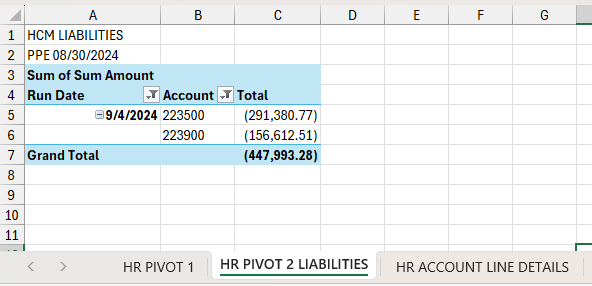 A B C D E F G
1 HCM LIABILITIES
2 PPE 08/30/2024
3 Sum of Sum Amount
4 Run Date Account Total
5 9/4/2024 223500 (291,380.77)
6 223900 (156,612.51)
7 Grand Total (447,993.28)
8
9
10
11
HR PIVOT 1 HR PIVOT 2 LIABILITIES HR ACCOUNT LINE DETAILS